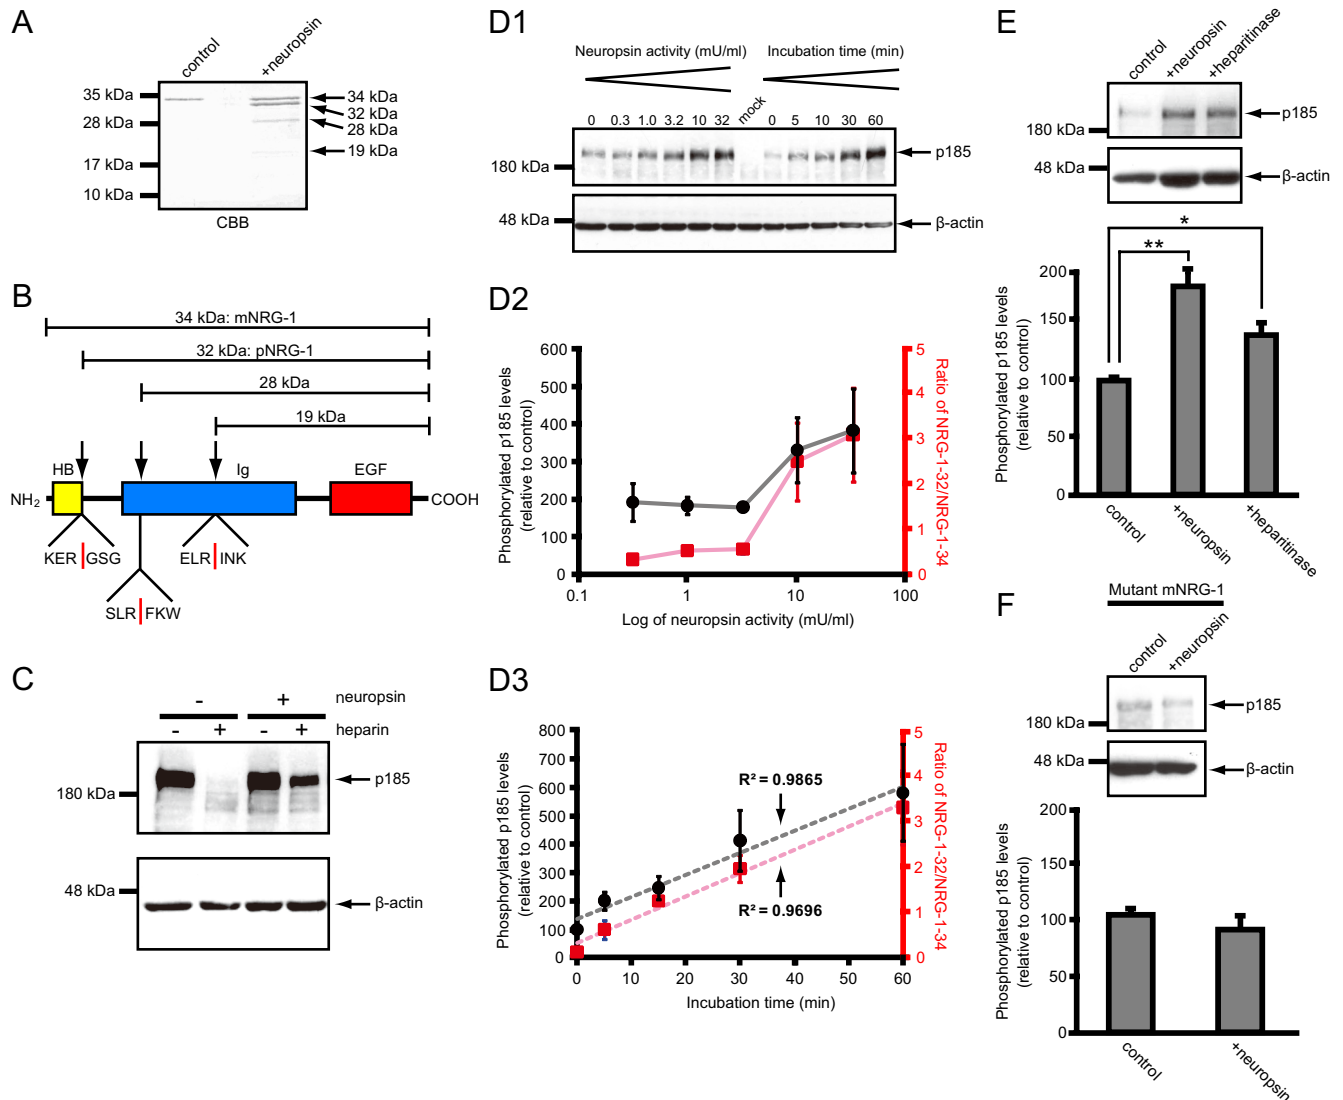 A
control
+neuropsin
35 kDa
28 kDa
17 kDa
10 kDa
34 kDa
32 kDa
28 kDa
19 kDa
CBB
B
34 kDa: mNRG-1
32 kDa: pNRG-1
28 kDa
19 kDa
HB
Ig
EGF
NH₂
COOH
KER|GSG
ELR|INK
SLR|FKW
C
- + neuropsin
- + - + heparin
180 kDa
p185
48 kDa
β-actin
D1
Neuropsin activity (mU/ml)
Incubation time (min)
0 0.3 1.0 3.2 10 32 mock 0 5 10 30 60
180 kDa
p185
48 kDa
β-actin
D2
Phosphorylated p185 levels
(relative to control)
600
500
400
300
200
100
0
Ratio of NRG-1-32/NRG-1-34
5
4
3
2
1
0
0.1 1 10 100
Log of neuropsin activity (mU/ml)
D3
Phosphorylated p185 levels
(relative to control)
800
700
600
500
400
300
200
100
0
Ratio of NRG-1-32/NRG-1-34
5
4
3
2
1
0
R² = 0.9865
R² = 0.9696
0 10 20 30 40 50 60
Incubation time (min)
E
control
+neuropsin
+heparitinase
180 kDa
p185
48 kDa
β-actin
*
**
Phosphorylated p185 levels
(relative to control)
200
150
100
50
0
control
+neuropsin
+heparitinase
F
Mutant mNRG-1
control
+neuropsin
180 kDa
p185
48 kDa
β-actin
Phosphorylated p185 levels
(relative to control)
200
150
100
50
0
control
+neuropsin